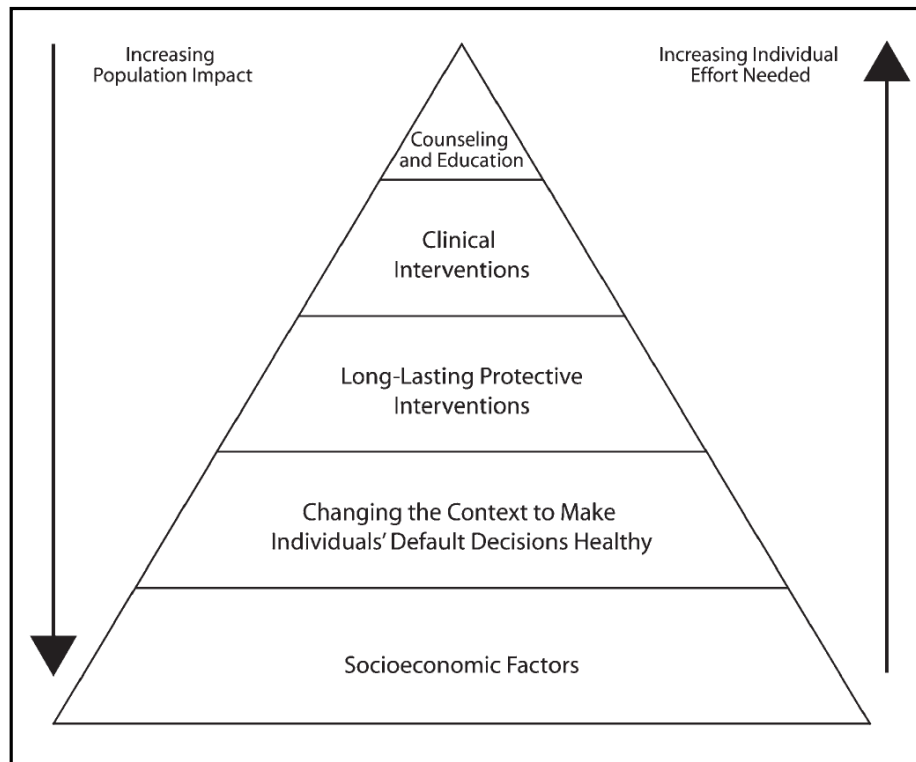 Increasing
Population Impact
Increasing Individual
Effort Needed
Counseling
and Education
Clinical
Interventions
Long-Lasting Protective
Interventions
Changing the Context to Make
Individuals' Default Decisions Healthy
Socioeconomic Factors